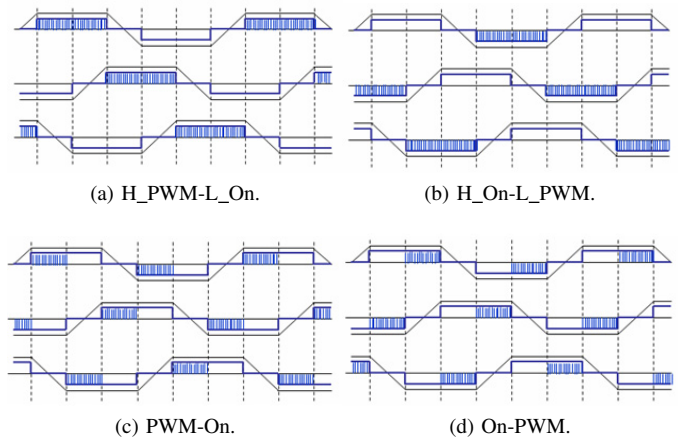 (a) H_PWM-L_On.
(b) H_On-L_PWM.
(c) PWM-On.
(d) On-PWM.